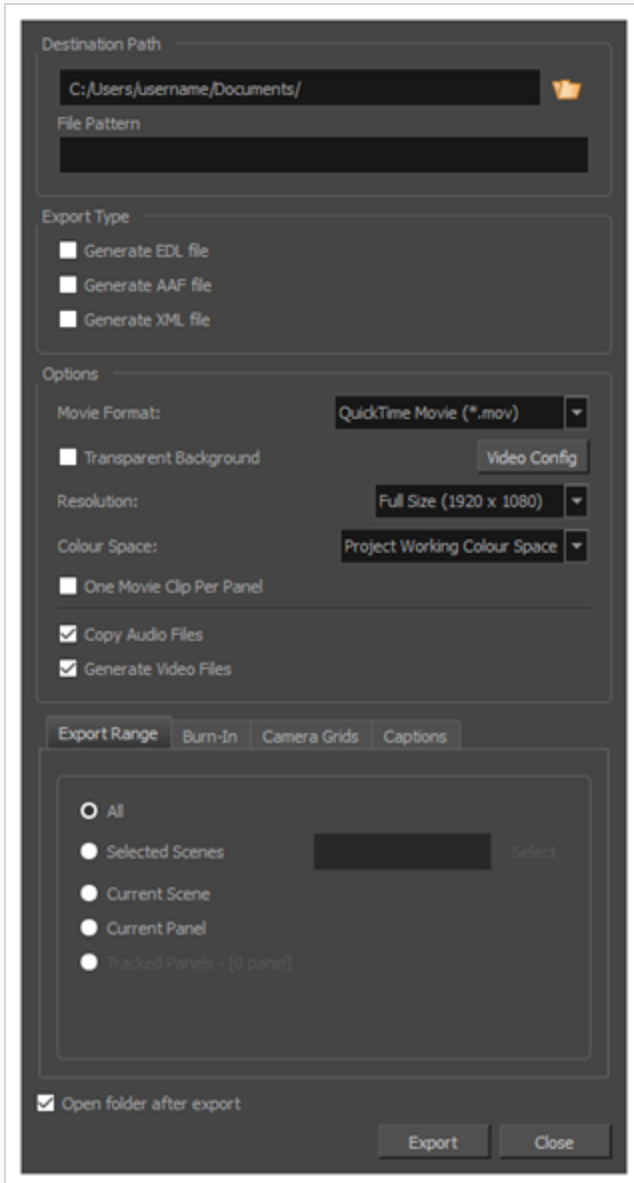 Destination Path
C:/Users/username/Documents/
File Pattern
Export Type
Generate EDL file
Generate AAF file
Generate XML file
Options
Movie Format: QuickTime Movie (*.mov)
Transparent Background Video Config
Resolution: Full Size (1920 x 1080)
Colour Space: Project Working Colour Space
One Movie Clip Per Panel
Copy Audio Files
Generate Video Files
Export Range Burn-In Camera Grids Captions
All
Selected Scenes Select
Current Scene
Current Panel
Tracked Panels - [0 panel]
Open folder after export
Export Close